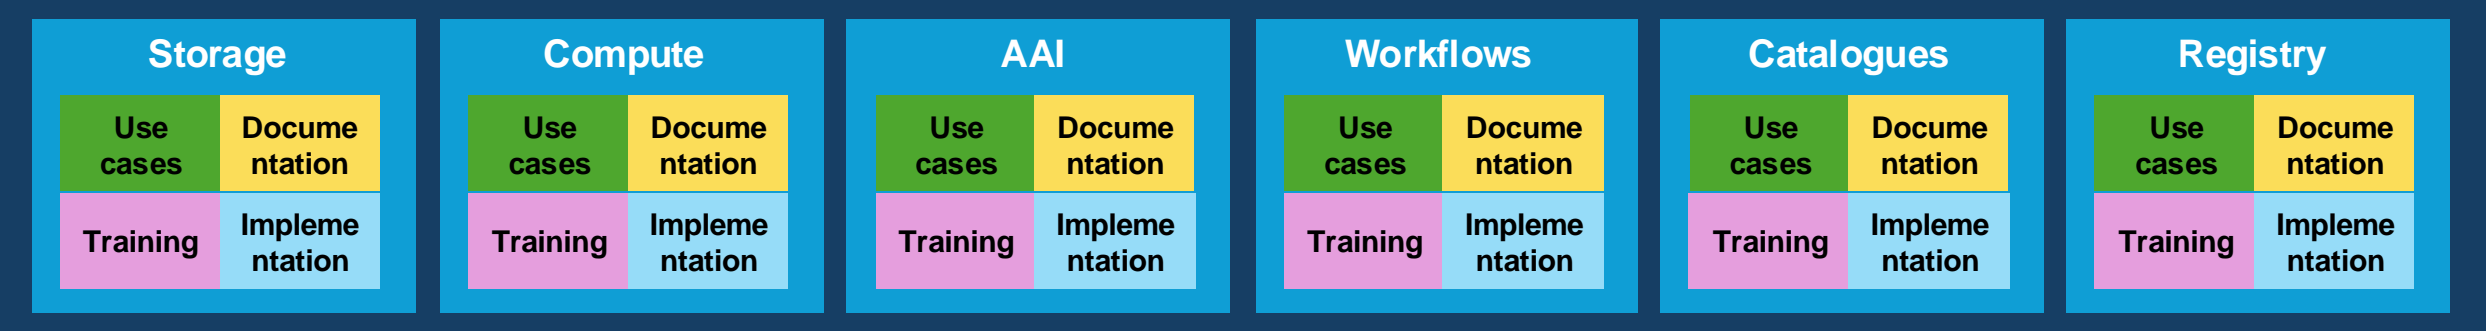 Storage
Use
cases
Docume
ntation
Training
Impleme
ntation
Compute
Use
cases
Docume
ntation
Training
Impleme
ntation
AAI
Use
cases
Docume
ntation
Training
Impleme
ntation
Workflows
Use
cases
Docume
ntation
Training
Impleme
ntation
Catalogues
Use
cases
Docume
ntation
Training
Impleme
ntation
Registry
Use
cases
Docume
ntation
Training
Impleme
ntation